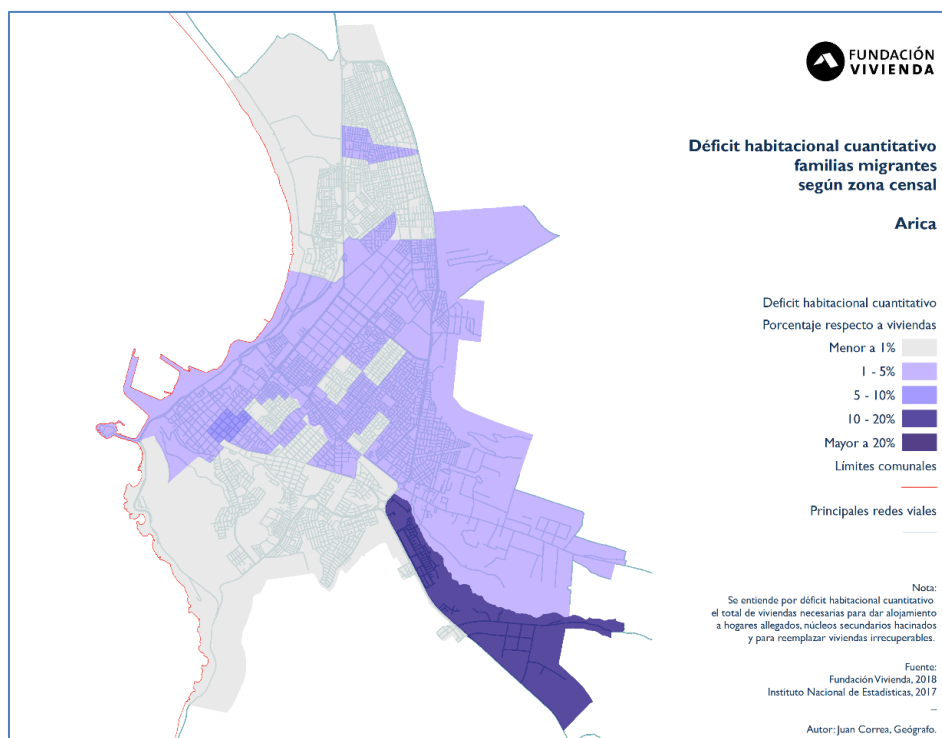 FUNDACIÓN
VIVIENDA
Déficit habitacional cuantitativo
familias migrantes
según zona censal
Arica
Deficit habitacional cuantitativo
Porcentaje respecto a viviendas
Menor a 1%
1 - 5%
5 - 10%
10 - 20%
Mayor a 20%
Límites comunales
Principales redes viales
Nota:
Se entiende por déficit habitacional cuantitativo
el total de viviendas necesarias para dar alojamiento
a hogares allegados, núcleos secundarios hacinados
y para reemplazar viviendas irrecuperables.
Fuente:
Fundación Vivienda, 2018
Instituto Nacional de Estadísticas, 2017
–
Autor: Juan Correa, Geógrafo.